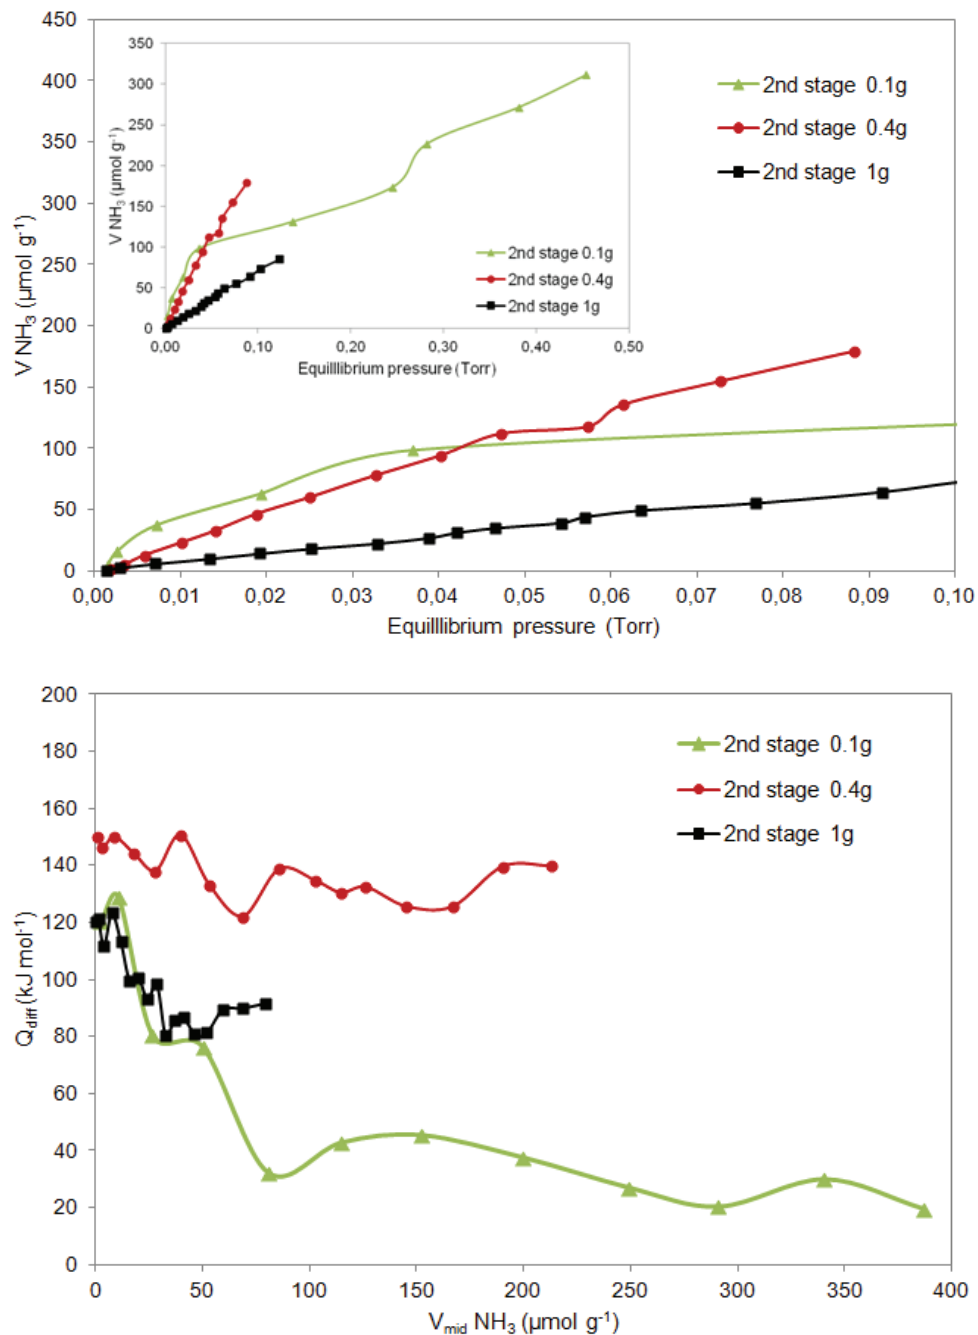 450
400
350
300
250
200
150
100
50
0
V NH₃ (µmol g⁻¹)
0,00 0,01 0,02 0,03 0,04 0,05 0,06 0,07 0,08 0,09 0,10
Equilllibrium pressure (Torr)
2nd stage 0.1g
2nd stage 0.4g
2nd stage 1g
350
300
250
200
150
100
50
0
V NH₃ (µmol g⁻¹)
2nd stage 0.1g
2nd stage 0.4g
2nd stage 1g
0,00 0,10 0,20 0,30 0,40 0,50
Equilllibrium pressure (Torr)
200
180
160
140
120
100
80
60
40
20
0
Q_diff (kJ mol⁻¹)
2nd stage 0.1g
2nd stage 0.4g
2nd stage 1g
0 50 100 150 200 250 300 350 400
V_mid NH₃ (µmol g⁻¹)